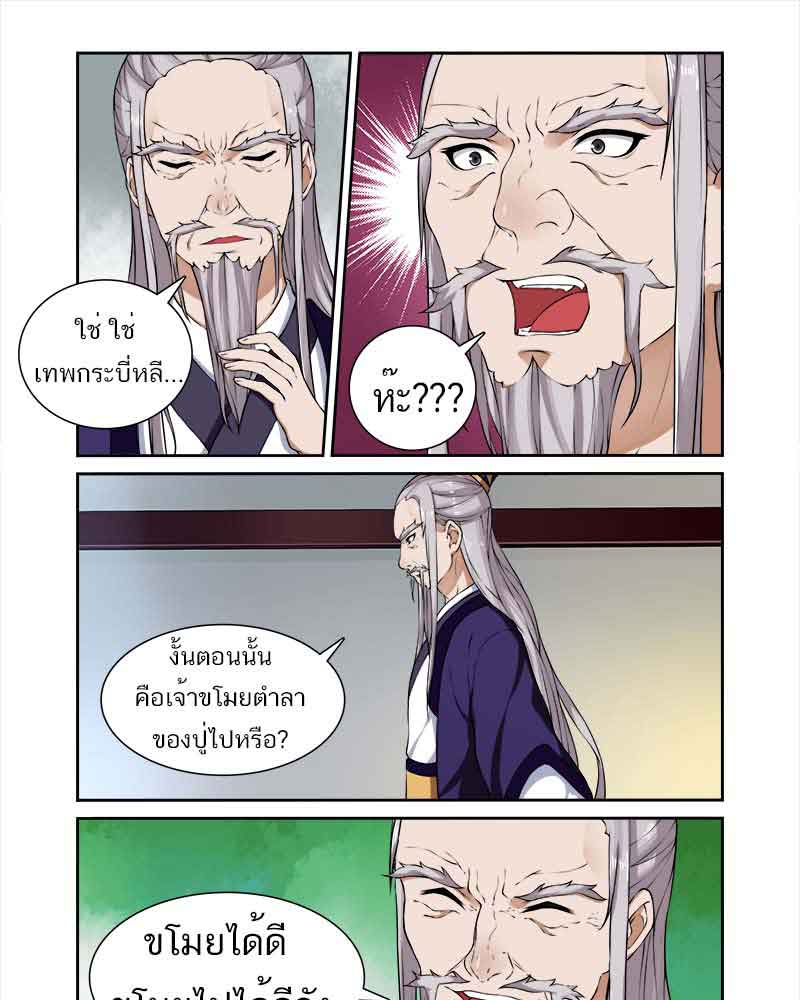 ใช่ ใช่
เทพกระบี่หลี...
ห๊ะ???
งั้นตอนนั้น
คือเจ้าขโมยตำลา
ของปู่ไปหรือ?
ขโมยได้ดี